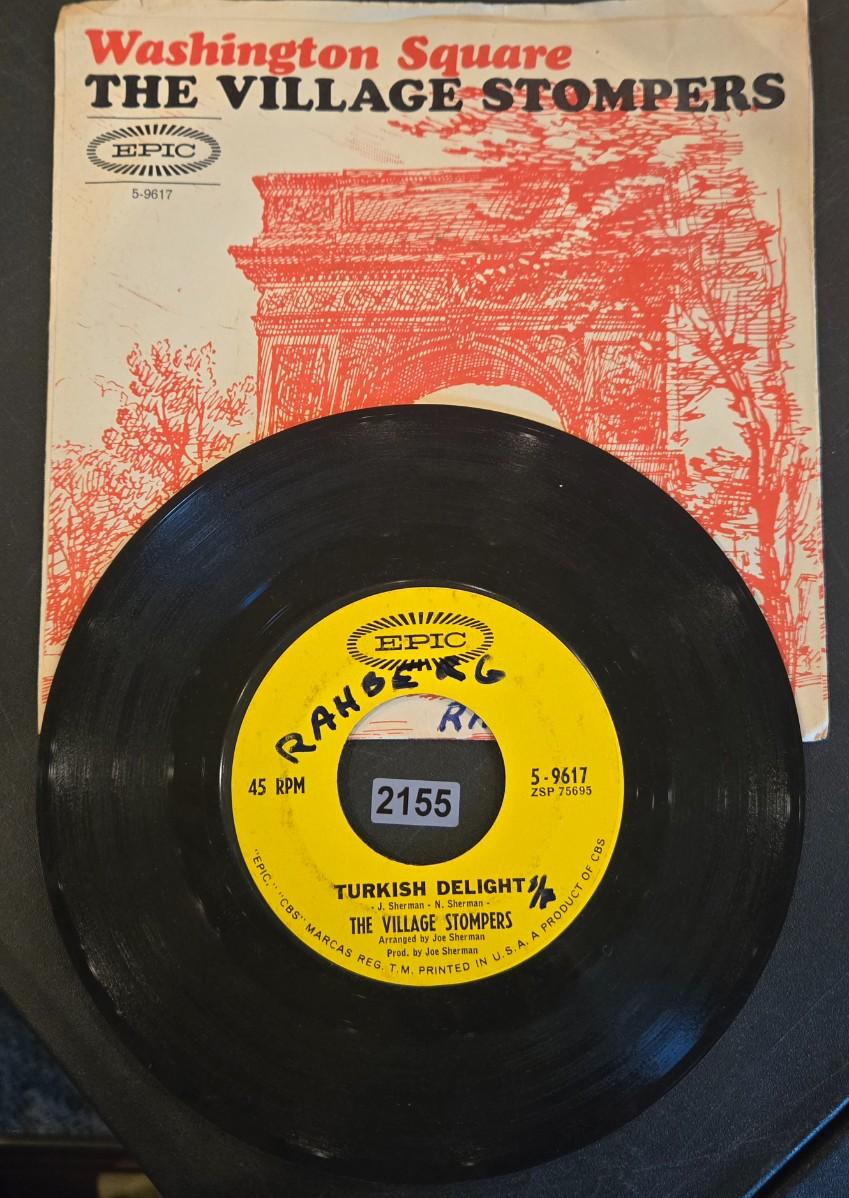 Washington Square
THE VILLAGE STOMPERS
EPIC
5-9617
EPIC
RAHBERG
45 RPM
2155
5-9617
ZSP 75695
TURKISH DELIGHT
- J. Sherman - N. Sherman -
THE VILLAGE STOMPERS
Arranged by Joe Sherman
Prod. by Joe Sherman
"EPIC," "CBS" MARCAS REG. T.M. PRINTED IN U.S.A. A PRODUCT OF CBS